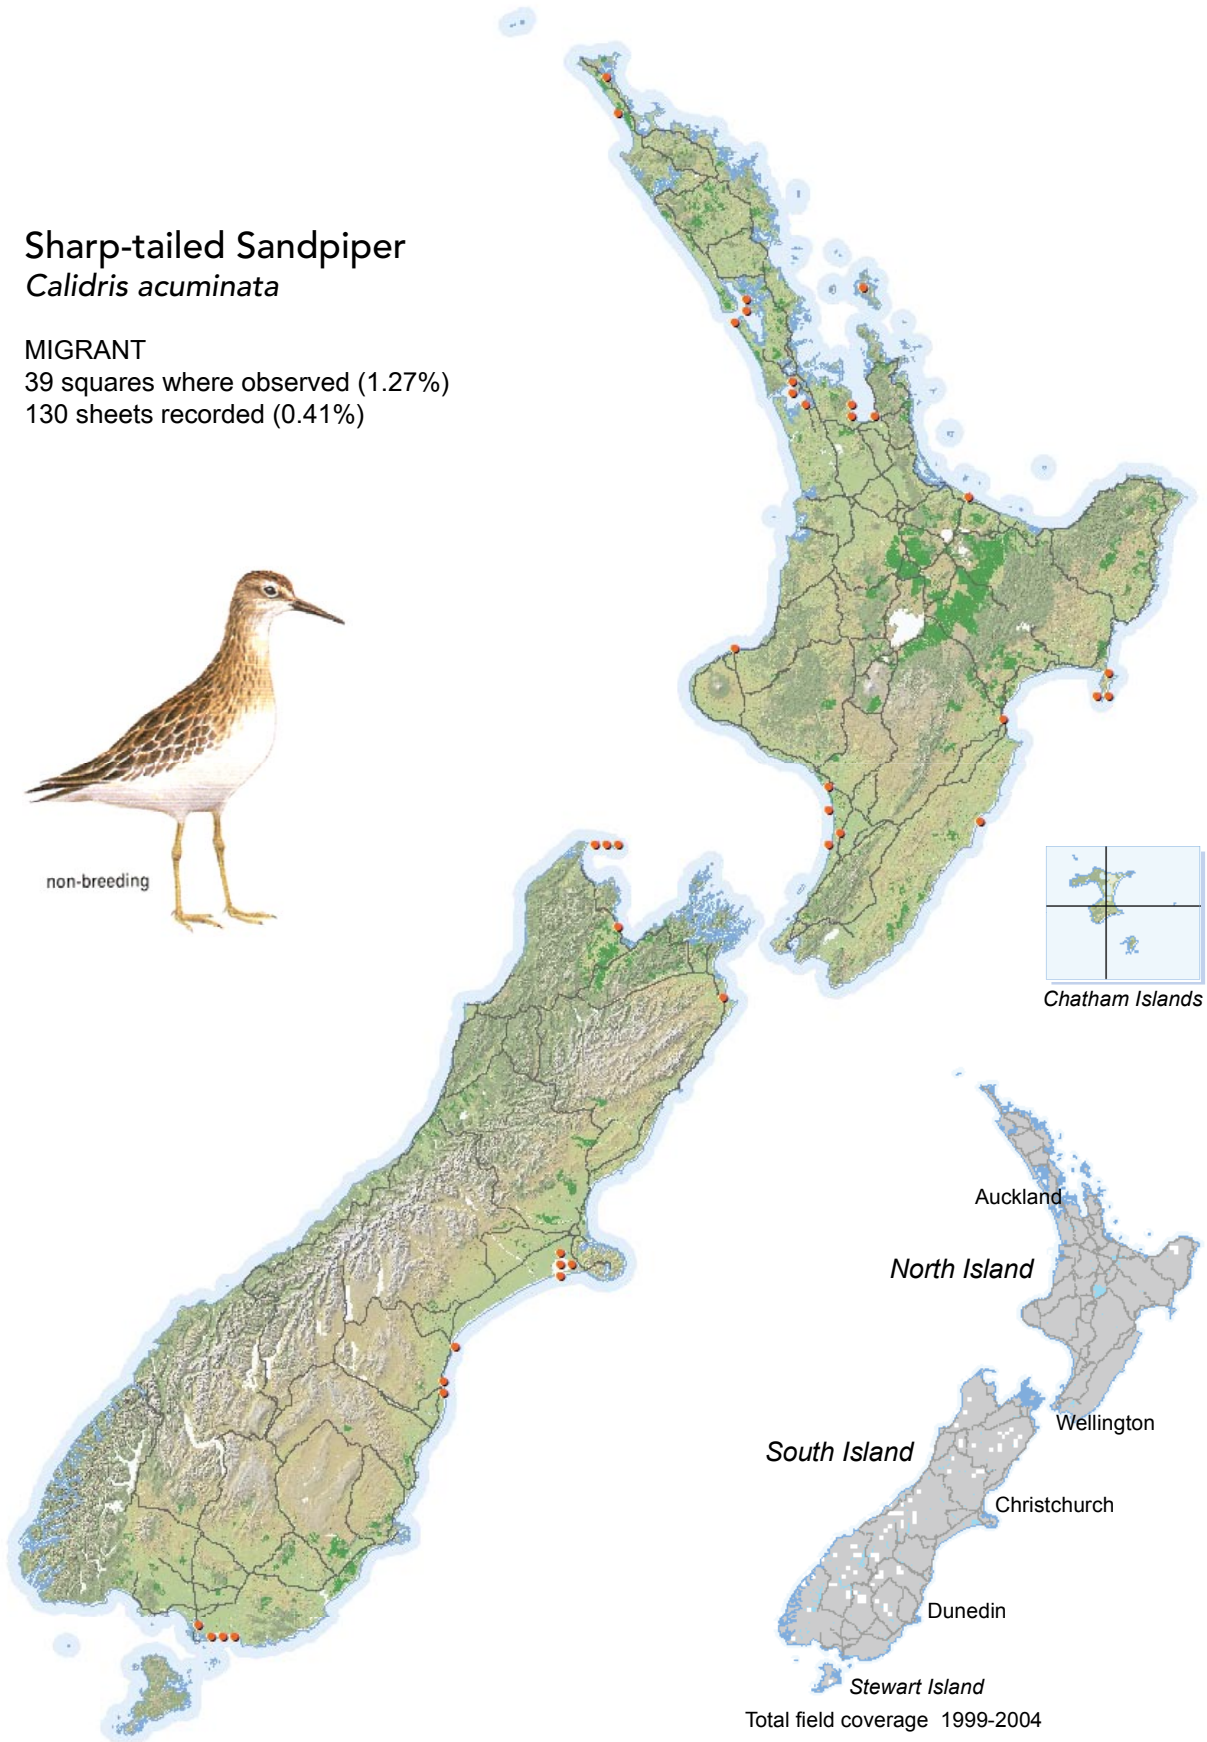 Sharp-tailed Sandpiper
Calidris acuminata
MIGRANT
39 squares where observed (1.27%)
130 sheets recorded (0.41%)
non-breeding
Chatham Islands
Auckland
North Island
Wellington
South Island
Christchurch
Dunedin
Stewart Island
Total field coverage 1999-2004